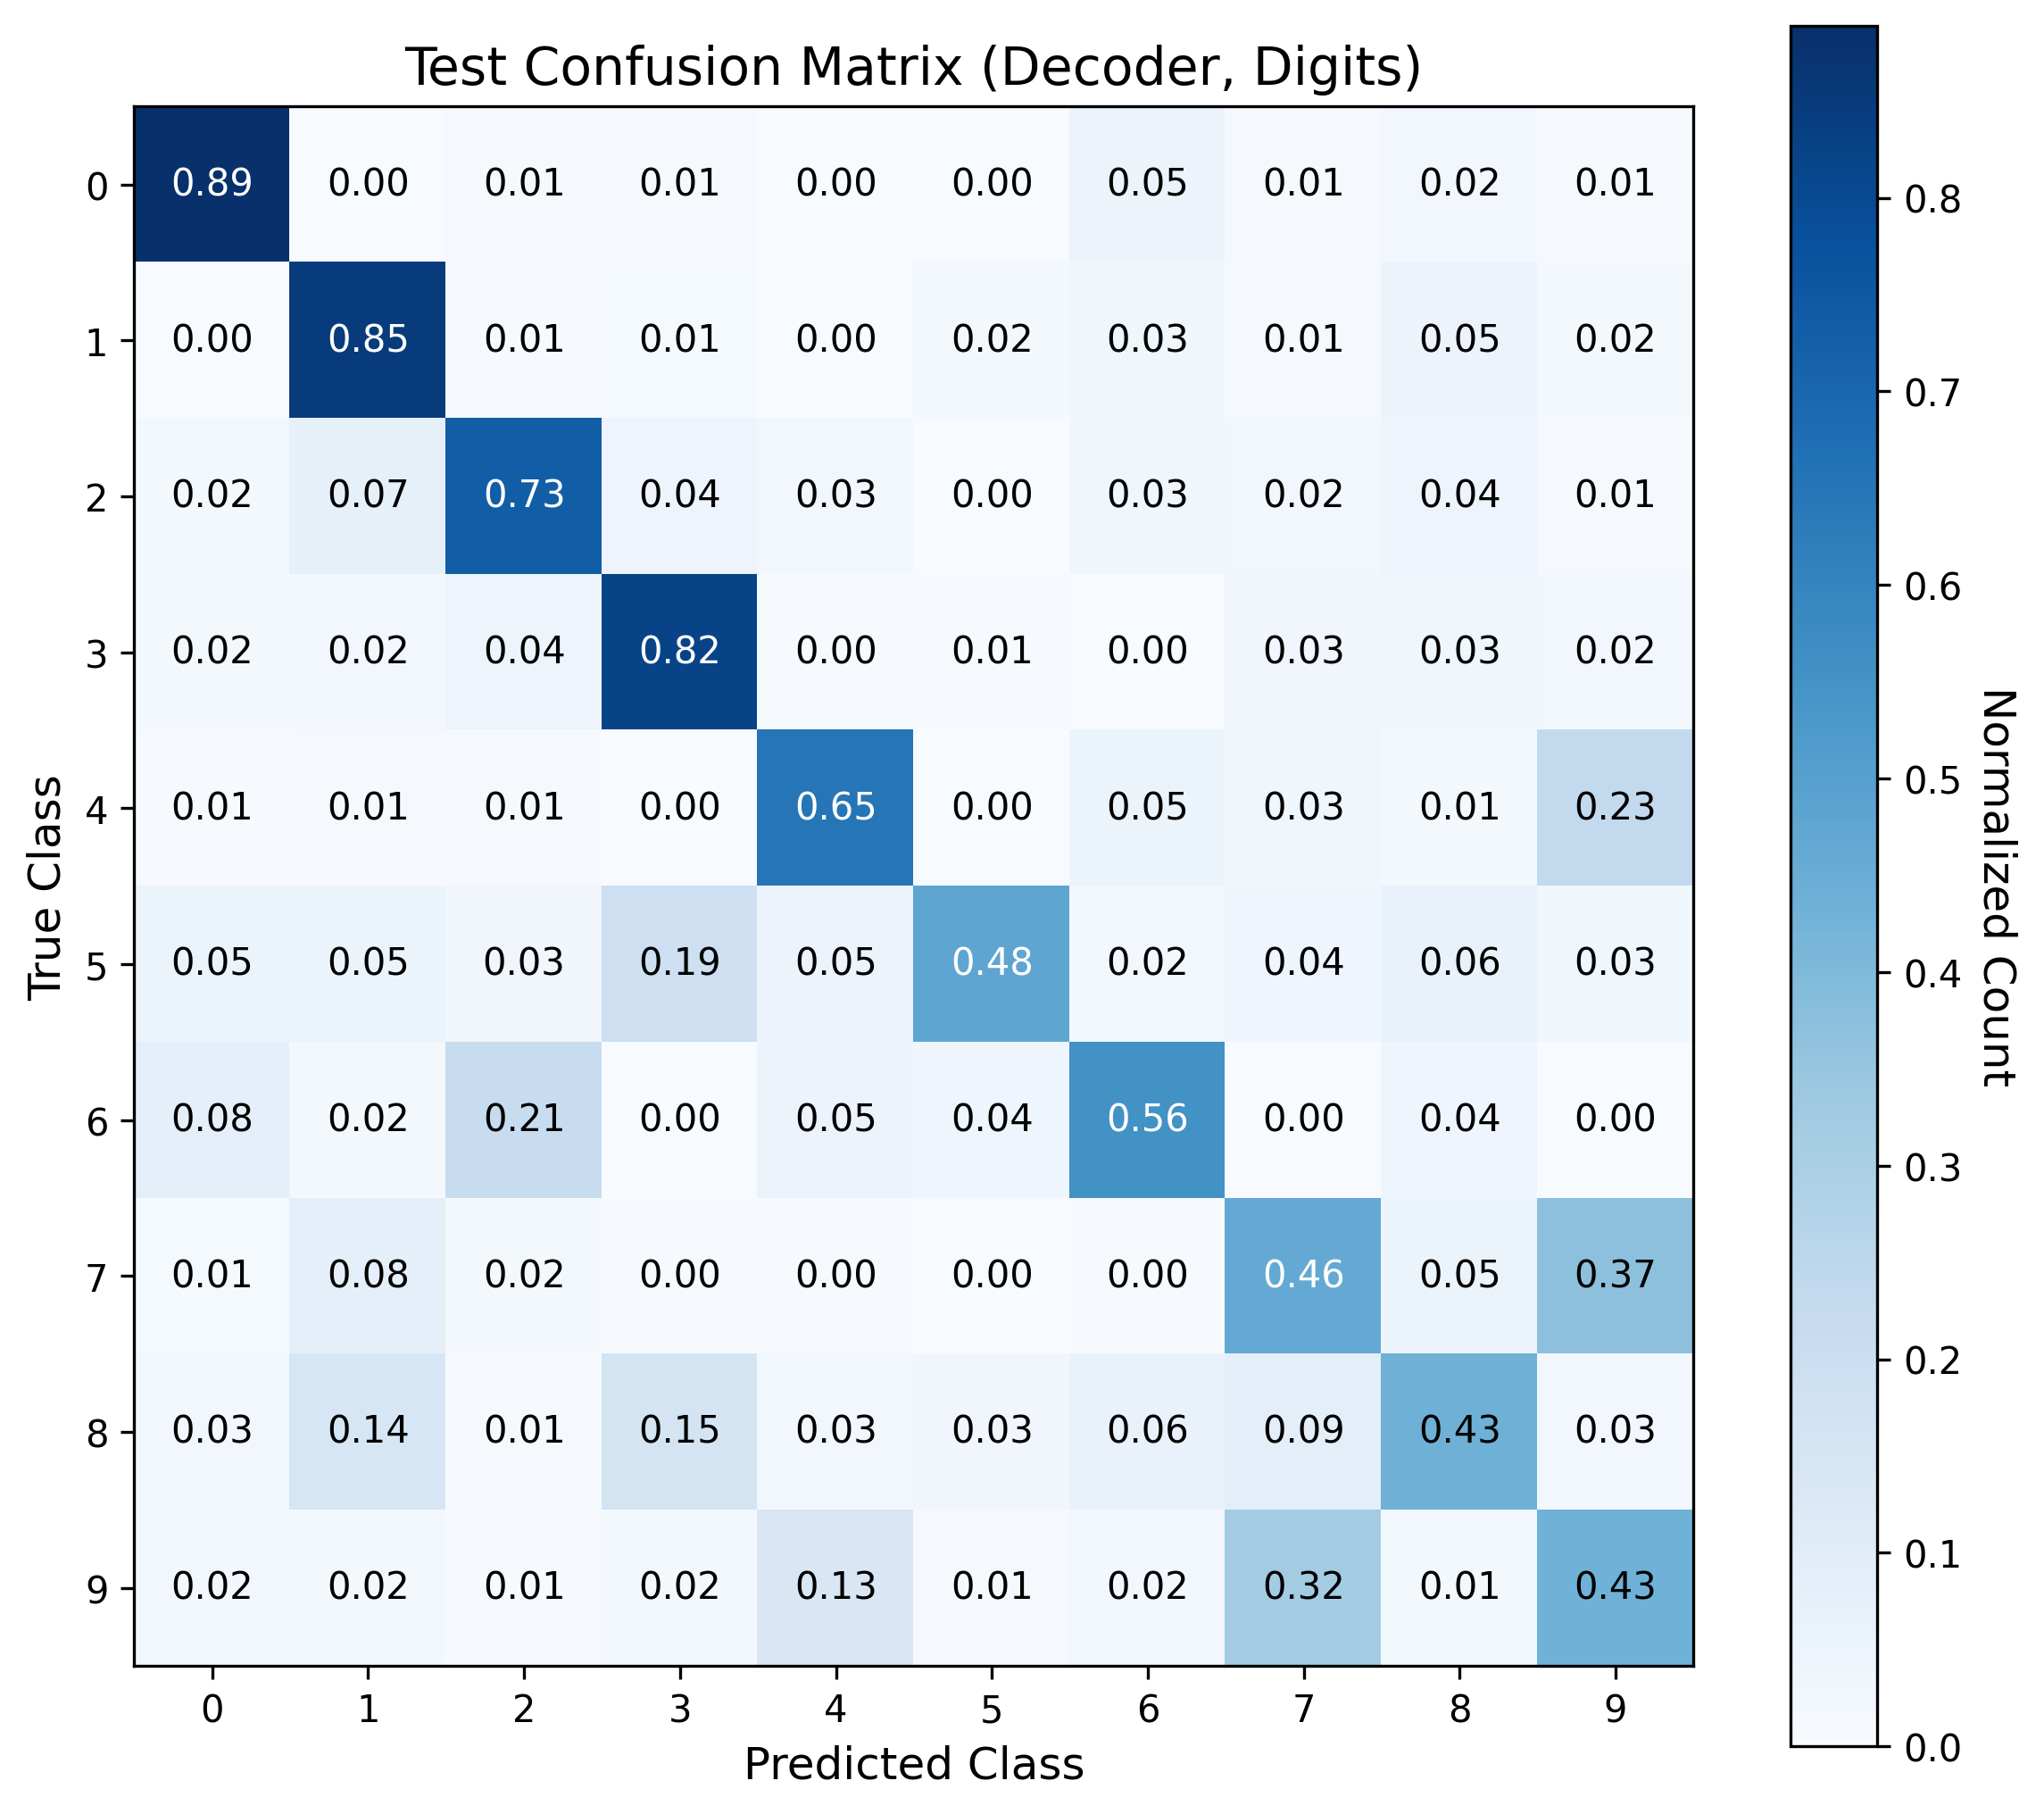 Test Confusion Matrix (Decoder, Digits)
0 0.89 0.00 0.01 0.01 0.00 0.00 0.05 0.01 0.02 0.01
1 0.00 0.85 0.01 0.01 0.00 0.02 0.03 0.01 0.05 0.02
2 0.02 0.07 0.73 0.04 0.03 0.00 0.03 0.02 0.04 0.01
3 0.02 0.02 0.04 0.82 0.00 0.01 0.00 0.03 0.03 0.02
4 0.01 0.01 0.01 0.00 0.65 0.00 0.05 0.03 0.01 0.23
5 0.05 0.05 0.03 0.19 0.05 0.48 0.02 0.04 0.06 0.03
6 0.08 0.02 0.21 0.00 0.05 0.04 0.56 0.00 0.04 0.00
7 0.01 0.08 0.02 0.00 0.00 0.00 0.00 0.46 0.05 0.37
8 0.03 0.14 0.01 0.15 0.03 0.03 0.06 0.09 0.43 0.03
9 0.02 0.02 0.01 0.02 0.13 0.01 0.02 0.32 0.01 0.43
0 1 2 3 4 5 6 7 8 9
Predicted Class
True Class
0.8
0.7
0.6
0.5
0.4
0.3
0.2
0.1
0.0
Normalized Count